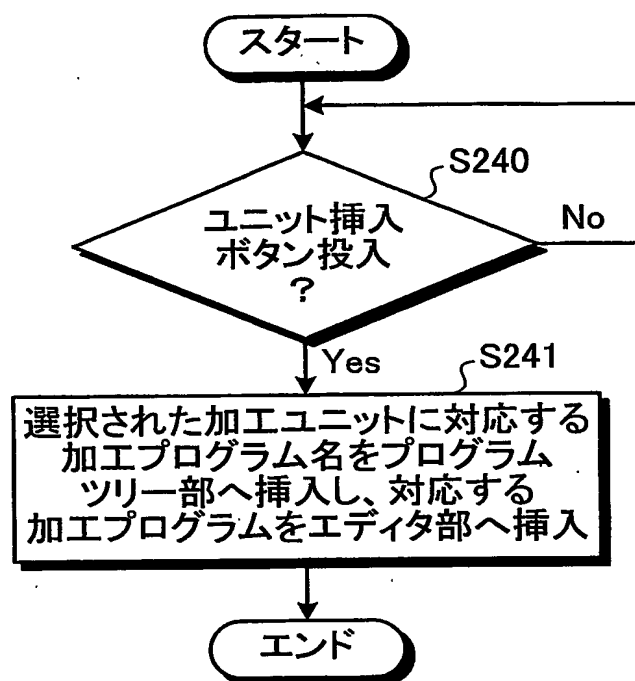 スタート
S240
ユニット挿入
ボタン投入
?
No
Yes
S241
選択された加工ユニットに対応する
加工プログラム名をプログラム
ツリー部へ挿入し、対応する
加工プログラムをエディタ部へ挿入
エンド